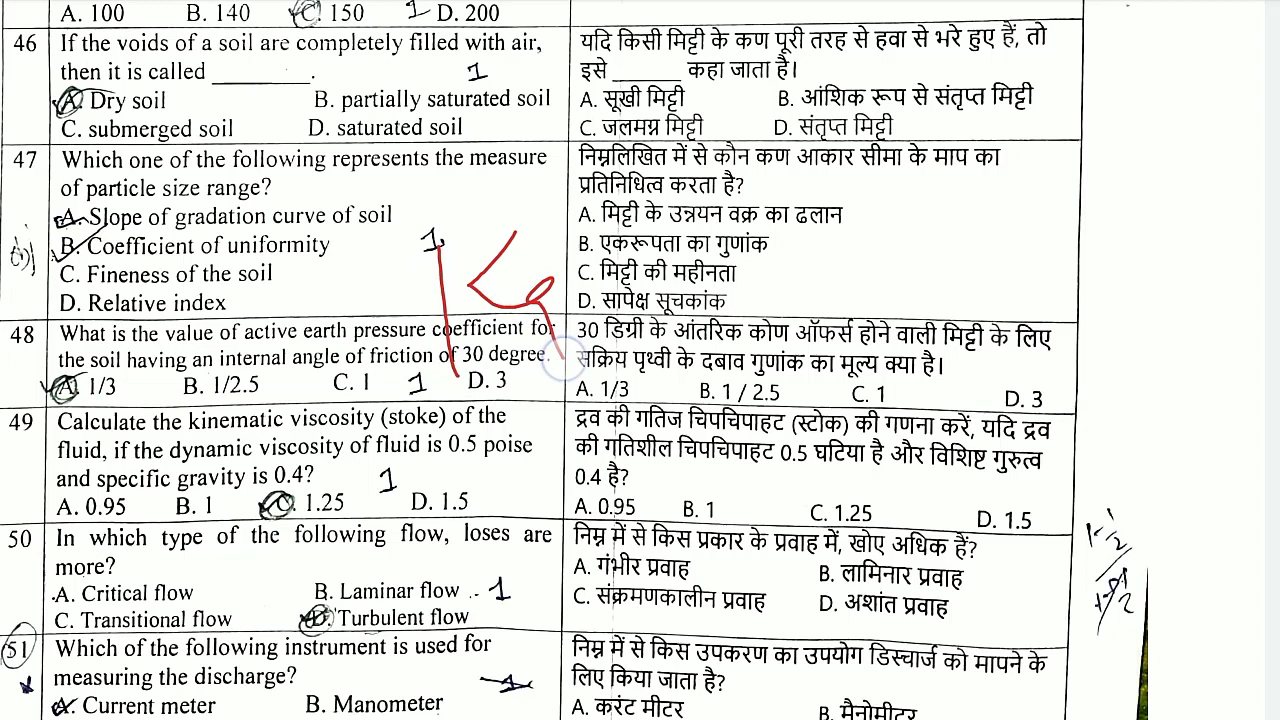 A. 100 B. 140 C. 150 1 D. 200
46 If the voids of a soil are completely filled with air,
then it is called ________. 1
A. Dry soil B. partially saturated soil
C. submerged soil D. saturated soil
यदि किसी मिट्टी के कण पूरी तरह से हवा से भरे हुए हैं, तो
इसे ______ कहा जाता है।
A. सूखी मिट्टी B. आंशिक रूप से संतृप्त मिट्टी
C. जलमग्न मिट्टी D. संतृप्त मिट्टी
47 Which one of the following represents the measure
of particle size range?
A. Slope of gradation curve of soil
(b) B. Coefficient of uniformity 1
C. Fineness of the soil
D. Relative index
Ka
निम्नलिखित में से कौन कण आकार सीमा के माप का
प्रतिनिधित्व करता है?
A. मिट्टी के उन्नयन वक्र का ढलान
B. एकरूपता का गुणांक
C. मिट्टी की महीनता
D. सापेक्ष सूचकांक
48 What is the value of active earth pressure coefficient for
the soil having an internal angle of friction of 30 degree.
A. 1/3 B. 1/2.5 C. 1 1 D. 3
30 डिग्री के आंतरिक कोण ऑफर्स होने वाली मिट्टी के लिए
सक्रिय पृथ्वी के दबाव गुणांक का मूल्य क्या है।
A. 1/3 B. 1 / 2.5 C. 1 D. 3
49 Calculate the kinematic viscosity (stoke) of the
fluid, if the dynamic viscosity of fluid is 0.5 poise
and specific gravity is 0.4? 1
A. 0.95 B. 1 C. 1.25 D. 1.5
द्रव की गतिज चिपचिपाहट (स्टोक) की गणना करें, यदि द्रव
की गतिशील चिपचिपाहट 0.5 घटिया है और विशिष्ट गुरुत्व
0.4 है?
A. 0.95 B. 1 C. 1.25 D. 1.5
50 In which type of the following flow, loses are
more?
A. Critical flow B. Laminar flow 1
C. Transitional flow D. Turbulent flow
निम्न में से किस प्रकार के प्रवाह में, खोए अधिक हैं?
A. गंभीर प्रवाह B. लामिनार प्रवाह
C. संक्रमणकालीन प्रवाह D. अशांत प्रवाह
51 Which of the following instrument is used for
measuring the discharge? 1
A. Current meter B. Manometer
निम्न में से किस उपकरण का उपयोग डिस्चार्ज को मापने के
लिए किया जाता है?
A. करंट मीटर B. मैनोमीटर